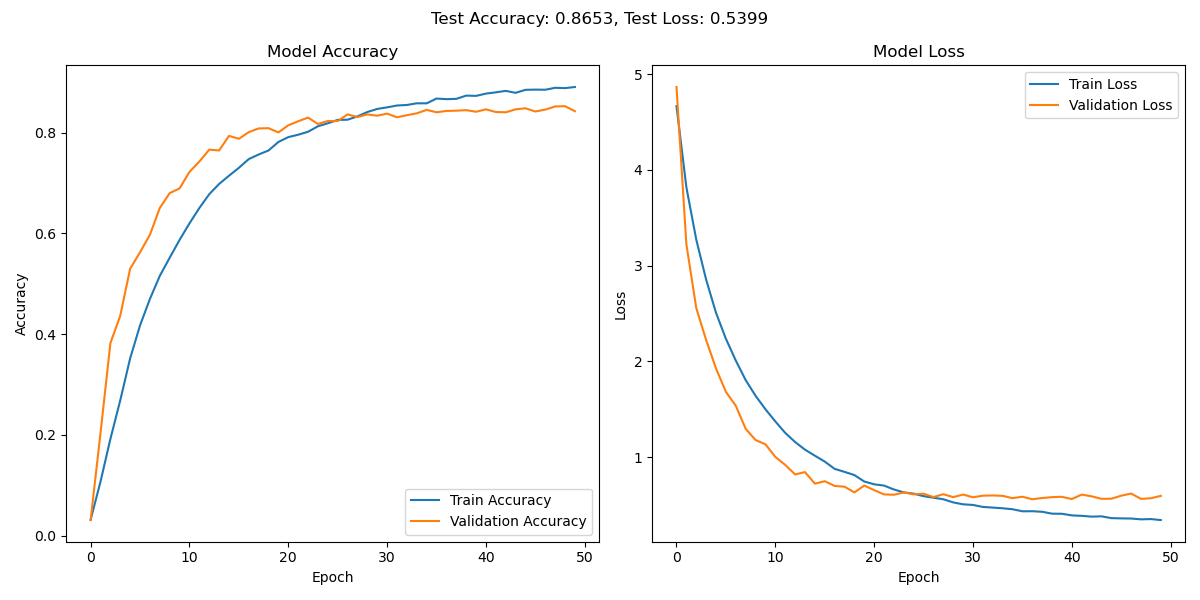 Test Accuracy: 0.8653, Test Loss: 0.5399
Model Accuracy
Accuracy
0.8
0.6
0.4
0.2
0.0
0 10 20 30 40 50
Epoch
Train Accuracy
Validation Accuracy
Model Loss
Loss
5
4
3
2
1
0 10 20 30 40 50
Epoch
Train Loss
Validation Loss